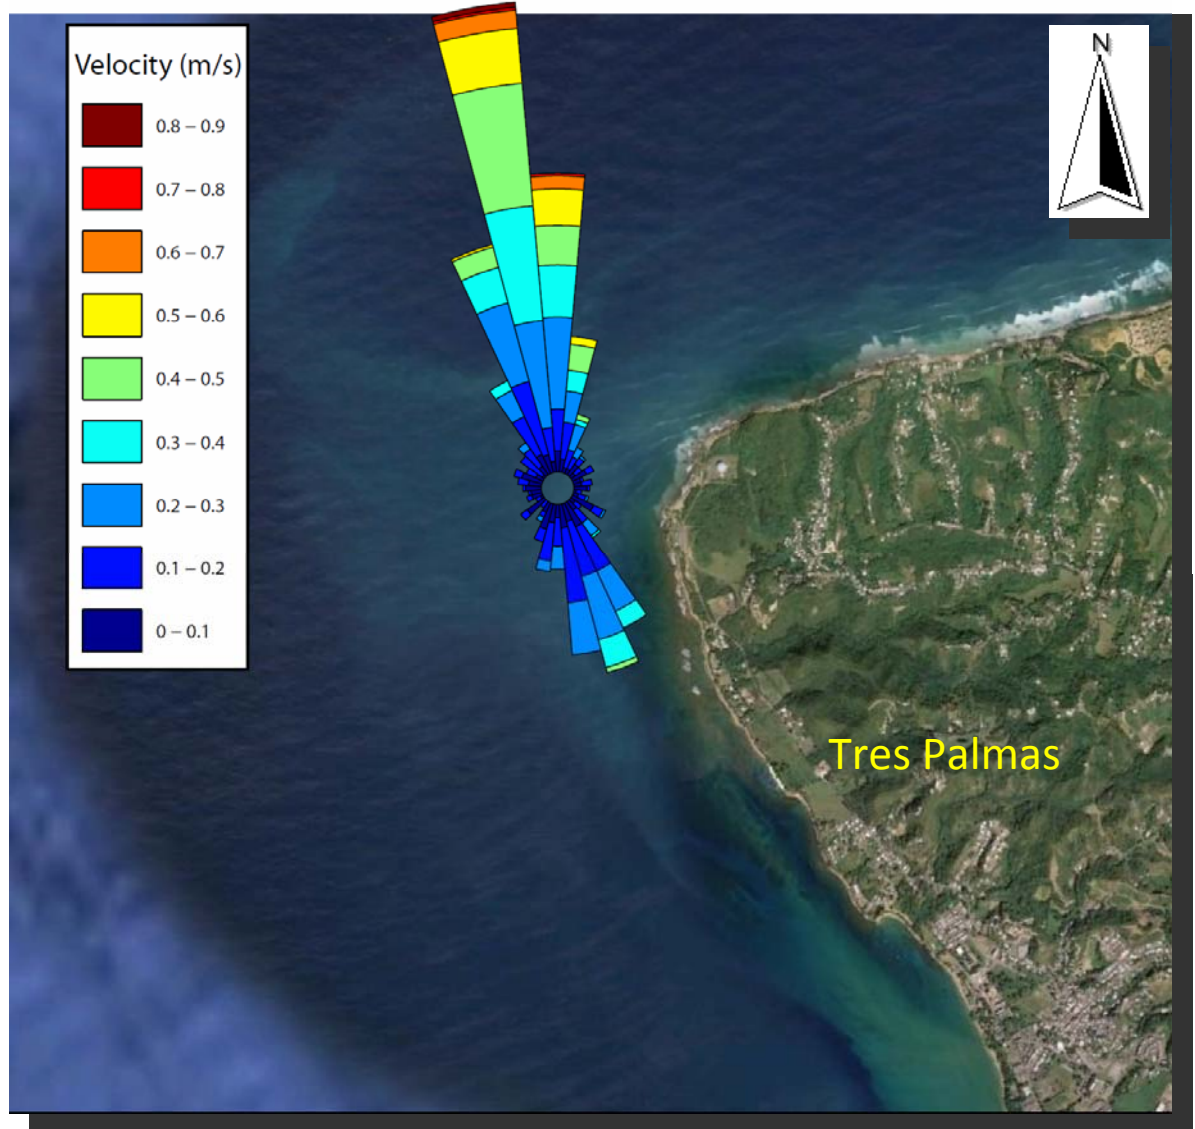 Velocity (m/s)
0.8 – 0.9
0.7 – 0.8
0.6 – 0.7
0.5 – 0.6
0.4 – 0.5
0.3 – 0.4
0.2 – 0.3
0.1 – 0.2
0 – 0.1
N
Tres Palmas